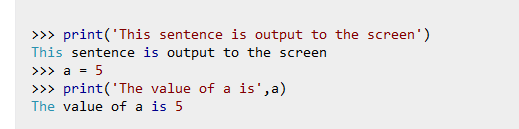 >>> print('This sentence is output to the screen')
This sentence is output to the screen
>>> a = 5
>>> print('The value of a is',a)
The value of a is 5